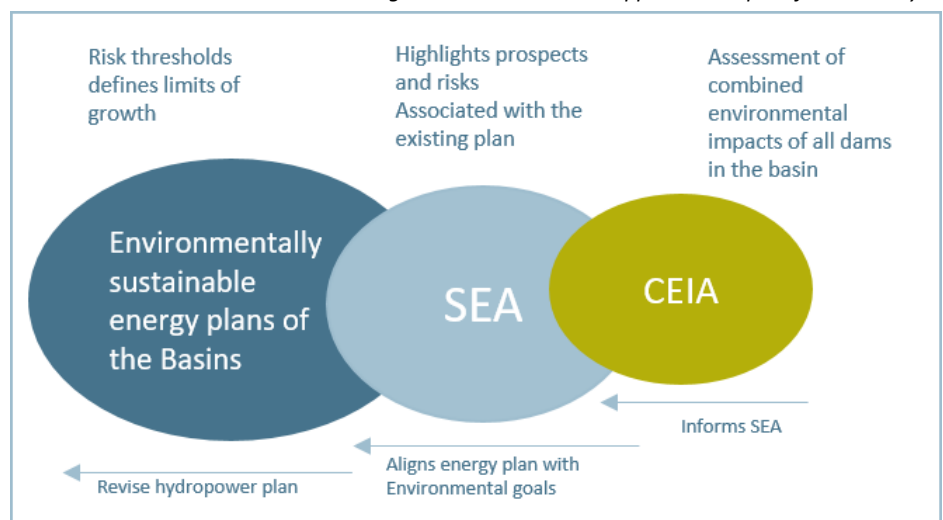 Risk thresholds
defines limits of
growth
Highlights prospects
and risks
Associated with the
existing plan
Assessment of
combined
environmental
impacts of all dams
in the basin
Environmentally
sustainable
energy plans of
the Basins
SEA
CEIA
Informs SEA
Aligns energy plan with
Environmental goals
Revise hydropower plan